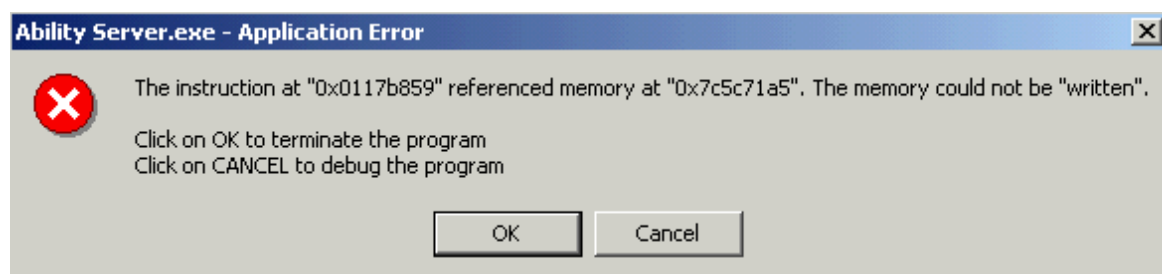 Ability Server.exe - Application Error
The instruction at "0x0117b859" referenced memory at "0x7c5c71a5". The memory could not be "written".
Click on OK to terminate the program
Click on CANCEL to debug the program
OK Cancel